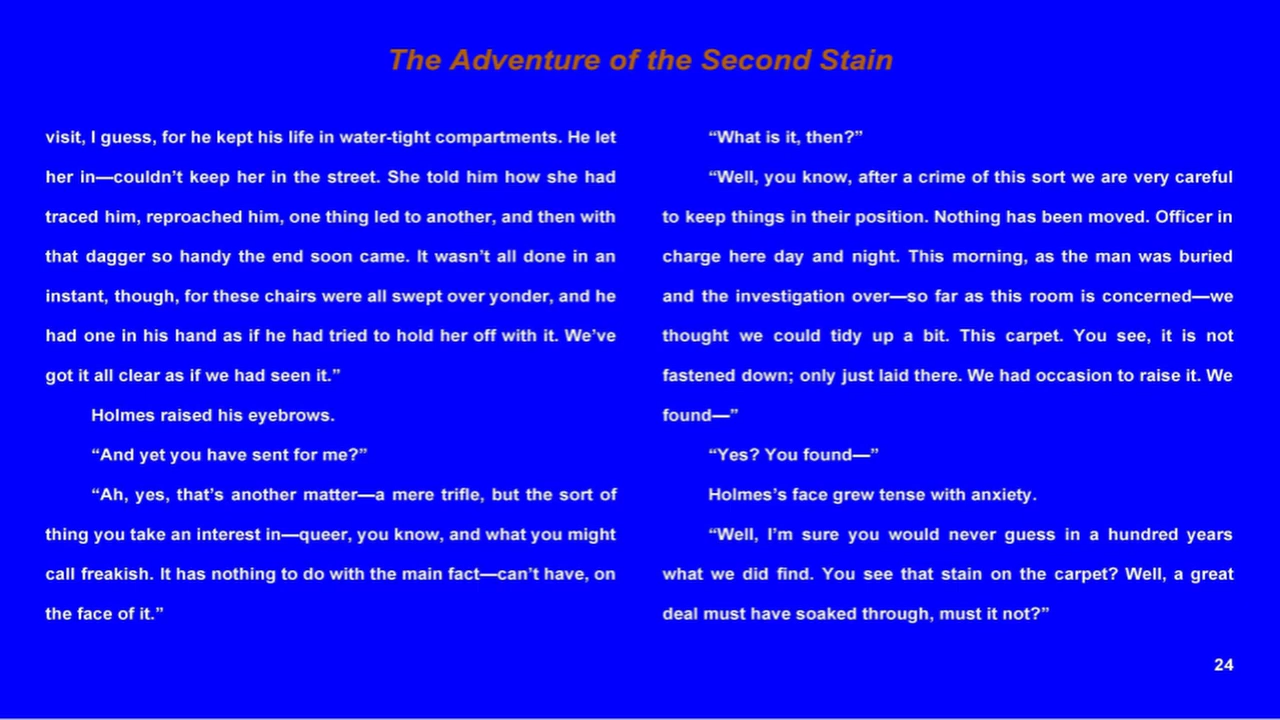 The Adventure of the Second Stain
visit, I guess, for he kept his life in water-tight compartments. He let
her in—couldn’t keep her in the street. She told him how she had
traced him, reproached him, one thing led to another, and then with
that dagger so handy the end soon came. It wasn’t all done in an
instant, though, for these chairs were all swept over yonder, and he
had one in his hand as if he had tried to hold her off with it. We’ve
got it all clear as if we had seen it.”
Holmes raised his eyebrows.
“And yet you have sent for me?”
“Ah, yes, that’s another matter—a mere trifle, but the sort of
thing you take an interest in—queer, you know, and what you might
call freakish. It has nothing to do with the main fact—can’t have, on
the face of it.”
“What is it, then?”
“Well, you know, after a crime of this sort we are very careful
to keep things in their position. Nothing has been moved. Officer in
charge here day and night. This morning, as the man was buried
and the investigation over—so far as this room is concerned—we
thought we could tidy up a bit. This carpet. You see, it is not
fastened down; only just laid there. We had occasion to raise it. We
found—”
“Yes? You found—”
Holmes’s face grew tense with anxiety.
“Well, I’m sure you would never guess in a hundred years
what we did find. You see that stain on the carpet? Well, a great
deal must have soaked through, must it not?”
24